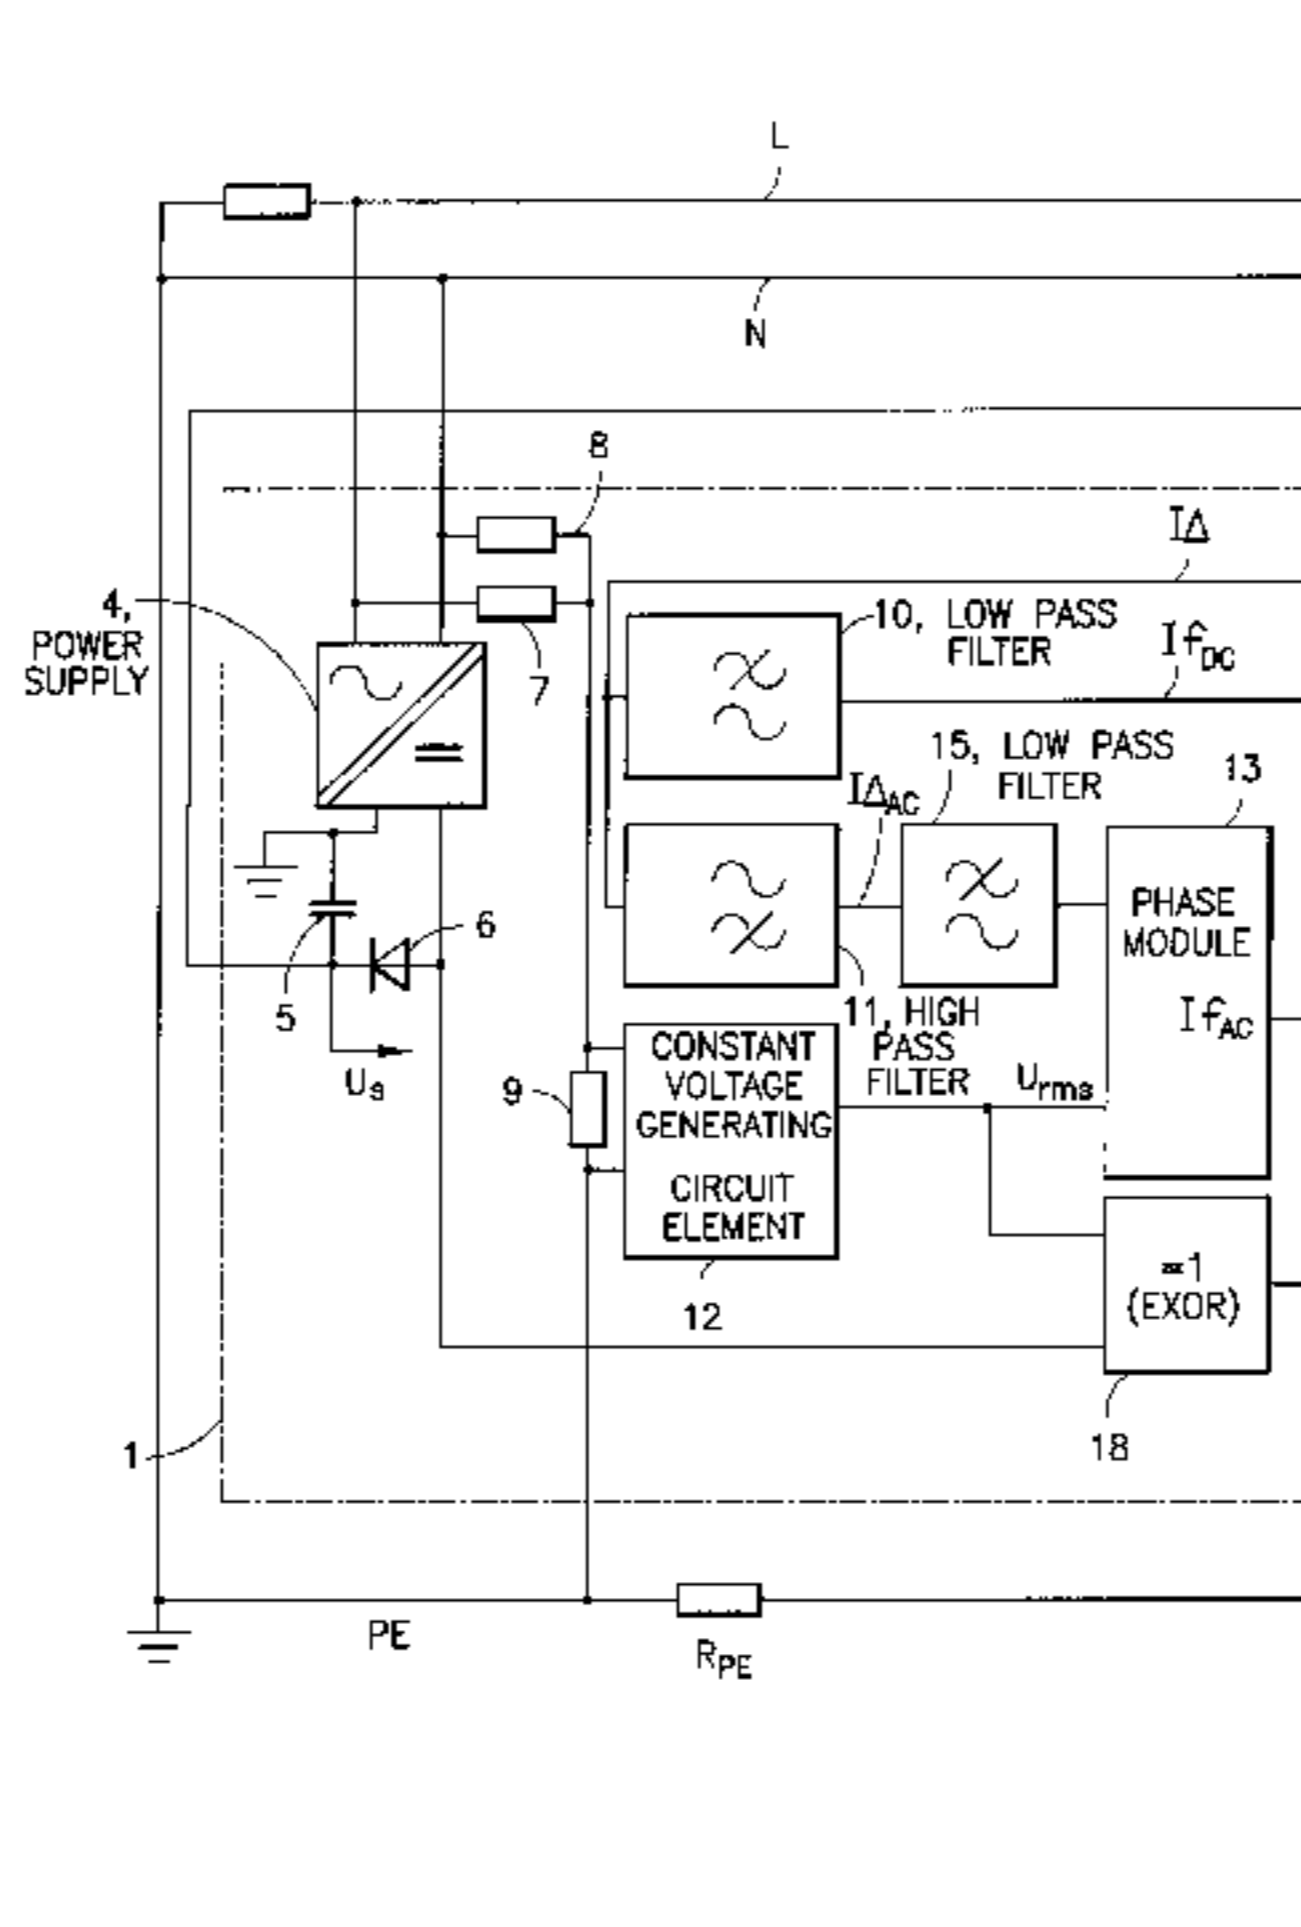 L
N
8
IΔ
4,
POWER
SUPPLY
10, LOW PASS
FILTER
If_DC
7
15, LOW PASS
FILTER
13
IΔ_AC
PHASE
MODULE
6
5
11, HIGH
PASS
FILTER
If_AC
CONSTANT
VOLTAGE
GENERATING
CIRCUIT
ELEMENT
U_s
9
U_rms
12
=1
(EXOR)
18
1
PE
R_PE